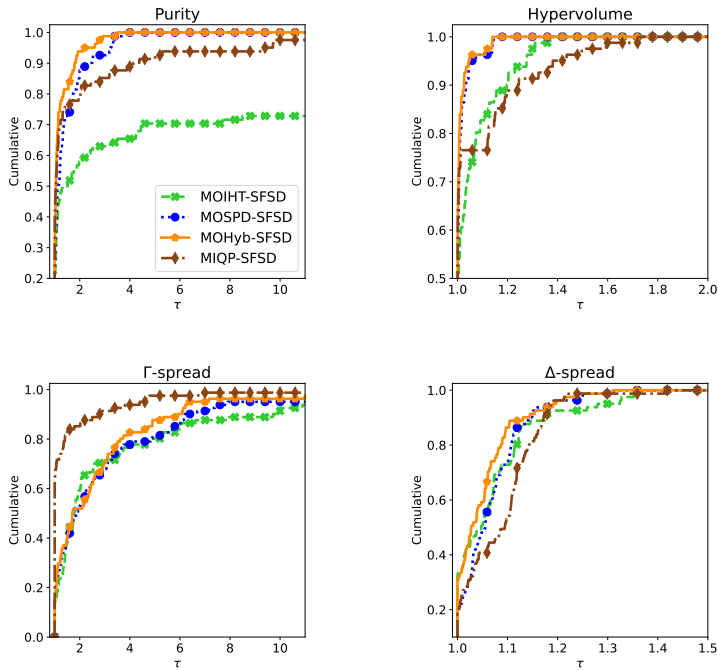 Purity
Cumulative
1.0
0.9
0.8
0.7
0.6
0.5
0.4
0.3
0.2
2 4 6 8 10
τ
MOIHT-SFSD
MOSPD-SFSD
MOHyb-SFSD
MIQP-SFSD
Hypervolume
Cumulative
1.0
0.9
0.8
0.7
0.6
0.5
1.0 1.2 1.4 1.6 1.8 2.0
τ
Γ-spread
Cumulative
1.0
0.8
0.6
0.4
0.2
0.0
2 4 6 8 10
τ
Δ-spread
Cumulative
1.0
0.8
0.6
0.4
0.2
1.0 1.1 1.2 1.3 1.4 1.5
τ